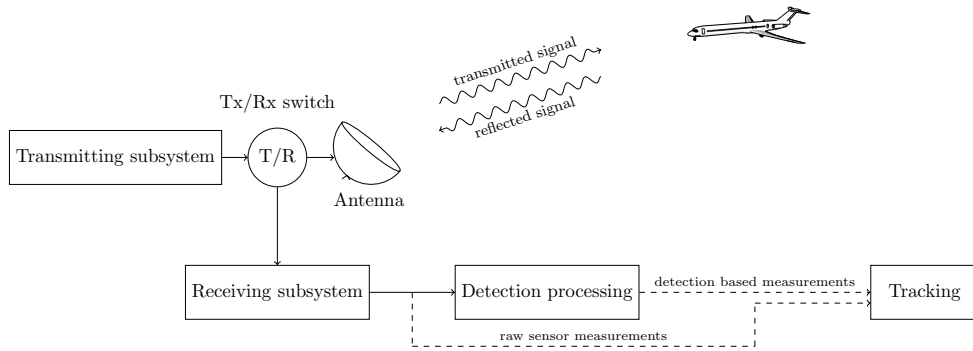 transmitted signal
reflected signal
Tx/Rx switch
Transmitting subsystem
T/R
Antenna
Receiving subsystem
Detection processing
detection based measurements
Tracking
raw sensor measurements